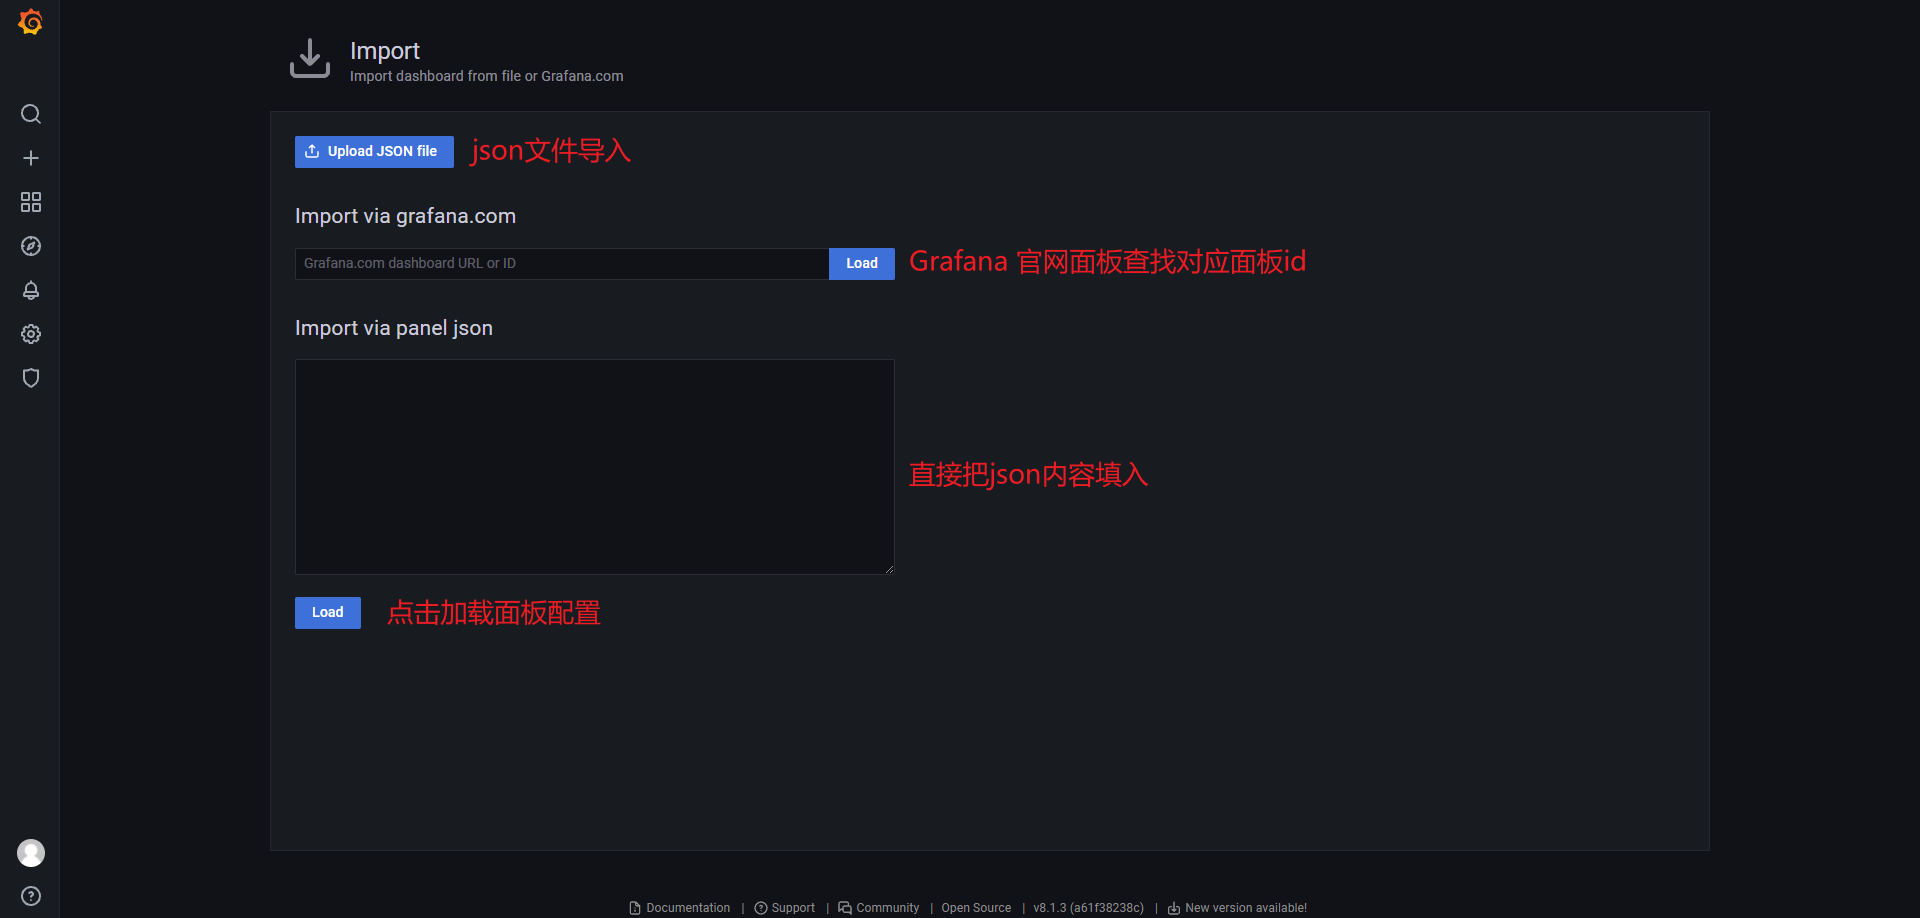 Import
Import dashboard from file or Grafana.com
Upload JSON file json文件导入
Import via grafana.com
Grafana.com dashboard URL or ID Load Grafana 官网面板查找对应面板id
Import via panel json
直接把json内容填入
Load 点击加载面板配置
Documentation | Support | Community | Open Source | v8.1.3 (a61f38238c) | New version available!